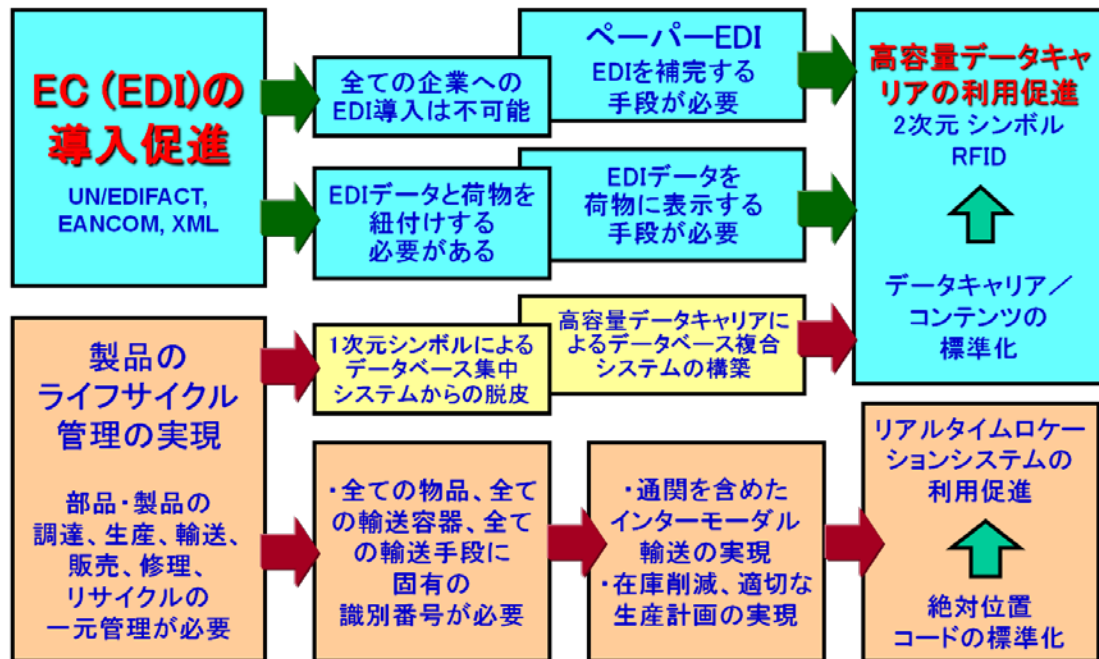 EC (EDI)の
導入促進
UN/EDIFACT,
EANCOM, XML
全ての企業への
EDI導入は不可能
ペーパーEDI
EDIを補完する
手段が必要
EDIデータと荷物を
紐付けする
必要がある
EDIデータを
荷物に表示する
手段が必要
高容量データキャ
リアの利用促進
2次元 シンボル
RFID
データキャリア／
コンテンツの
標準化
製品の
ライフサイクル
管理の実現
部品・製品の
調達、生産、輸送、
販売、修理、
リサイクルの
一元管理が必要
1次元シンボルによる
データベース集中
システムからの脱皮
高容量データキャリアに
よるデータベース複合
システムの構築
・全ての物品、全て
の輸送容器、全て
の輸送手段に
固有の
識別番号が必要
・通関を含めた
インターモーダル
輸送の実現
・在庫削減、適切な
生産計画の実現
リアルタイムロケー
ションシステムの
利用促進
絶対位置
コードの標準化